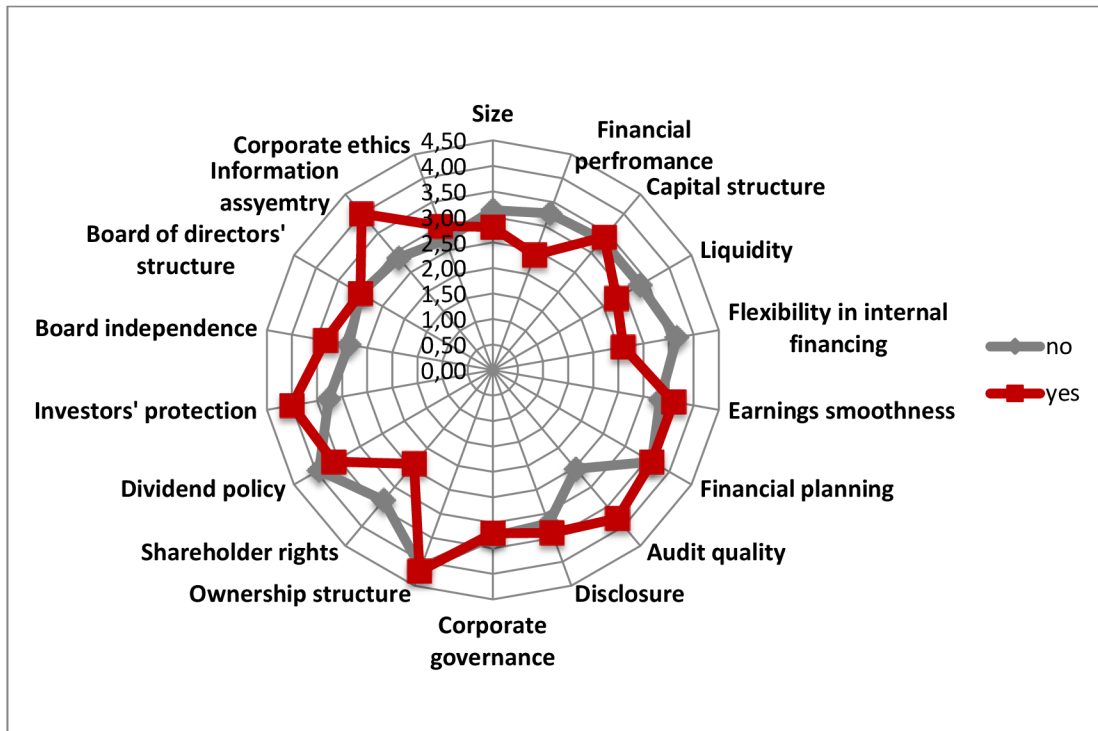 Size
Financial
perfromance
Capital structure
Liquidity
Flexibility in internal
financing
Earnings smoothness
Financial planning
Audit quality
Disclosure
Corporate
governance
Ownership structure
Shareholder rights
Dividend policy
Investors' protection
Board independence
Board of directors'
structure
Information
assyemtry
Corporate ethics
4,50
4,00
3,50
3,00
2,50
2,00
1,50
1,00
0,50
0,00
no
yes